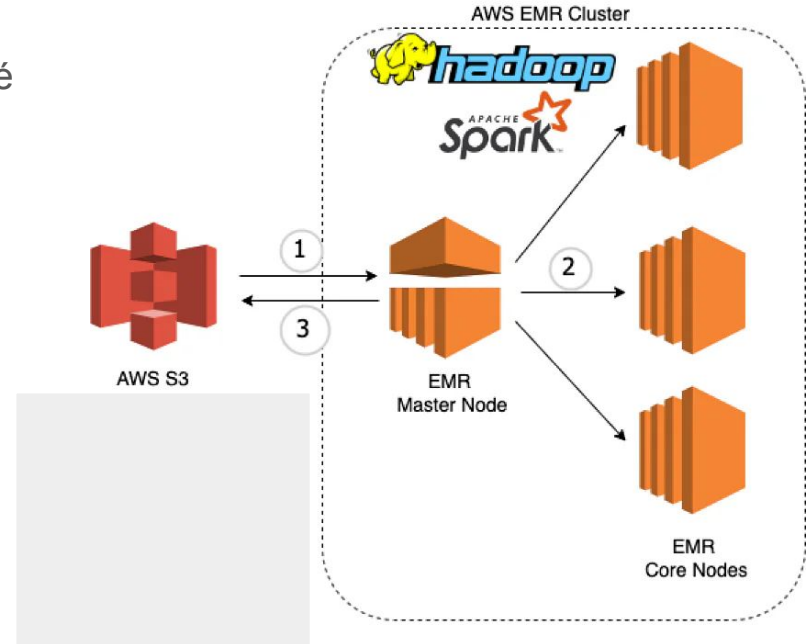 AWS EMR Cluster
é
hadoop
APACHE
Spark
1
2
3
AWS S3
EMR
Master Node
EMR
Core Nodes